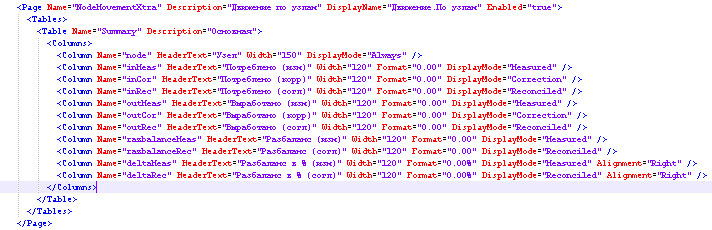 <Page Name="NodeMovementXtra" Description="Движение по узлам" DisplayName="Движение.По узлам" Enabled="true">
<Tables>
<Table Name="Summary" Description="Основная">
<Columns>
<Column Name="node" HeaderText="Узел" Width="150" DisplayMode="Always" />
<Column Name="inMeas" HeaderText="Потреблено (изм)" Width="120" Format="0.00" DisplayMode="Measured" />
<Column Name="inCor" HeaderText="Потреблено (корр)" Width="120" Format="0.00" DisplayMode="Correction" />
<Column Name="inRec" HeaderText="Потреблено (согл)" Width="120" Format="0.00" DisplayMode="Reconciled" />
<Column Name="outMeas" HeaderText="Выработано (изм)" Width="120" Format="0.00" DisplayMode="Measured" />
<Column Name="outCor" HeaderText="Выработано (корр)" Width="120" Format="0.00" DisplayMode="Correction" />
<Column Name="outRec" HeaderText="Выработано (согл)" Width="120" Format="0.00" DisplayMode="Reconciled" />
<Column Name="razbalanceMeas" HeaderText="Разбаланс (изм)" Width="120" Format="0.00" DisplayMode="Measured" />
<Column Name="razbalanceRec" HeaderText="Разбаланс (согл)" Width="120" Format="0.00" DisplayMode="Reconciled" />
<Column Name="deltaMeas" HeaderText="Разбаланс в % (изм)" Width="120" Format="0.00%" DisplayMode="Measured" Alignment="Right" />
<Column Name="deltaRec" HeaderText="Разбаланс в % (согл)" Width="120" Format="0.00%" DisplayMode="Reconciled" Alignment="Right" />
</Columns>
</Table>
</Tables>
</Page>